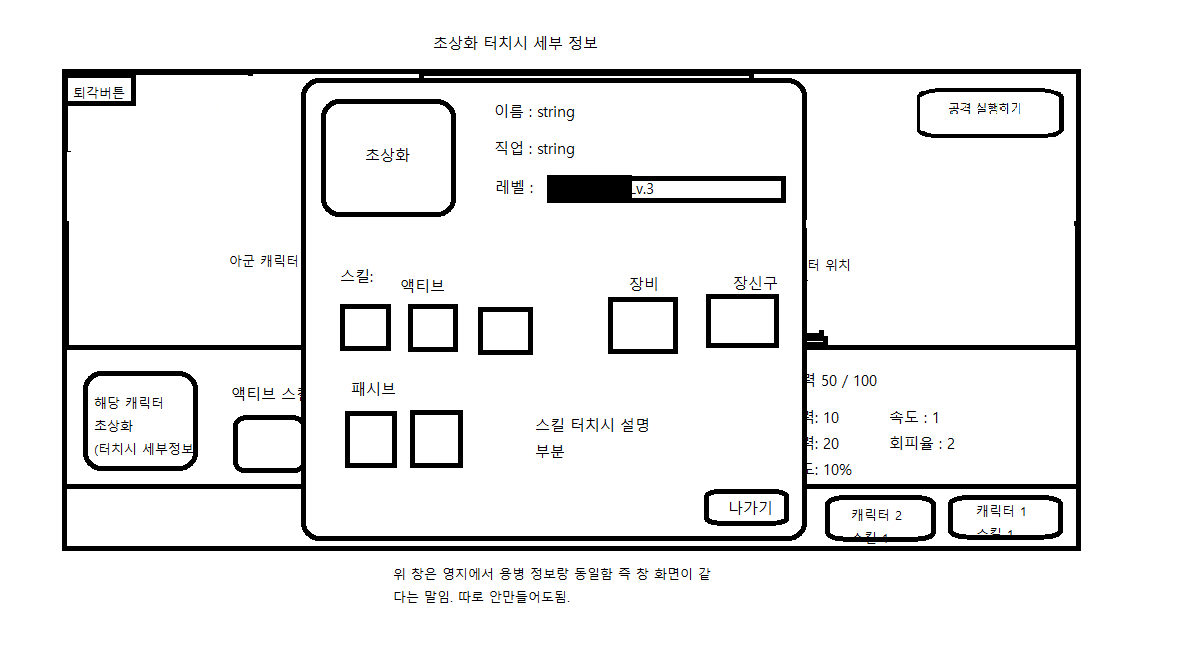 초상화 터치시 세부 정보
퇴각버튼
공격 실행하기
초상화
이름 : string
직업 : string
레벨 :
Lv.3
아군 캐릭터
터 위치
스킬:
액티브
장비
장신구
패시브
스킬 터치시 설명
부분
나가기
해당 캐릭터
초상화
(터치시 세부정보
액티브 스킬
력 50 / 100
력: 10
속도 : 1
력: 20
회피율 : 2
도: 10%
캐릭터 2
스킬 1
캐릭터 1
스킬 1
위 창은 영지에서 용병 정보랑 동일함 즉 창 화면이 같
다는 말임. 따로 안만들어도됨.